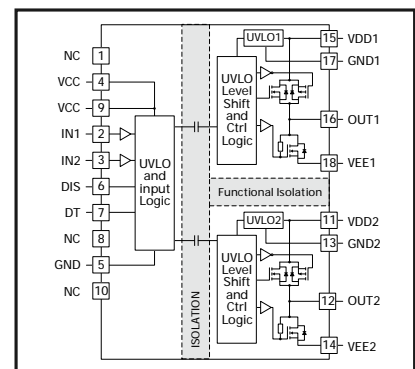 NC 1
VCC 4
VCC 9
IN1 2
IN2 3
DIS 6
DT 7
NC 8
GND 5
NC 10
UVLO
and
input
Logic
ISOLATION
UVLO1
UVLO
Level
Shift
and
Ctrl
Logic
15 VDD1
17 GND1
16 OUT1
18 VEE1
Functional Isolation
UVLO2
UVLO
Level
Shift
and
Ctrl
Logic
11 VDD2
13 GND2
12 OUT2
14 VEE2